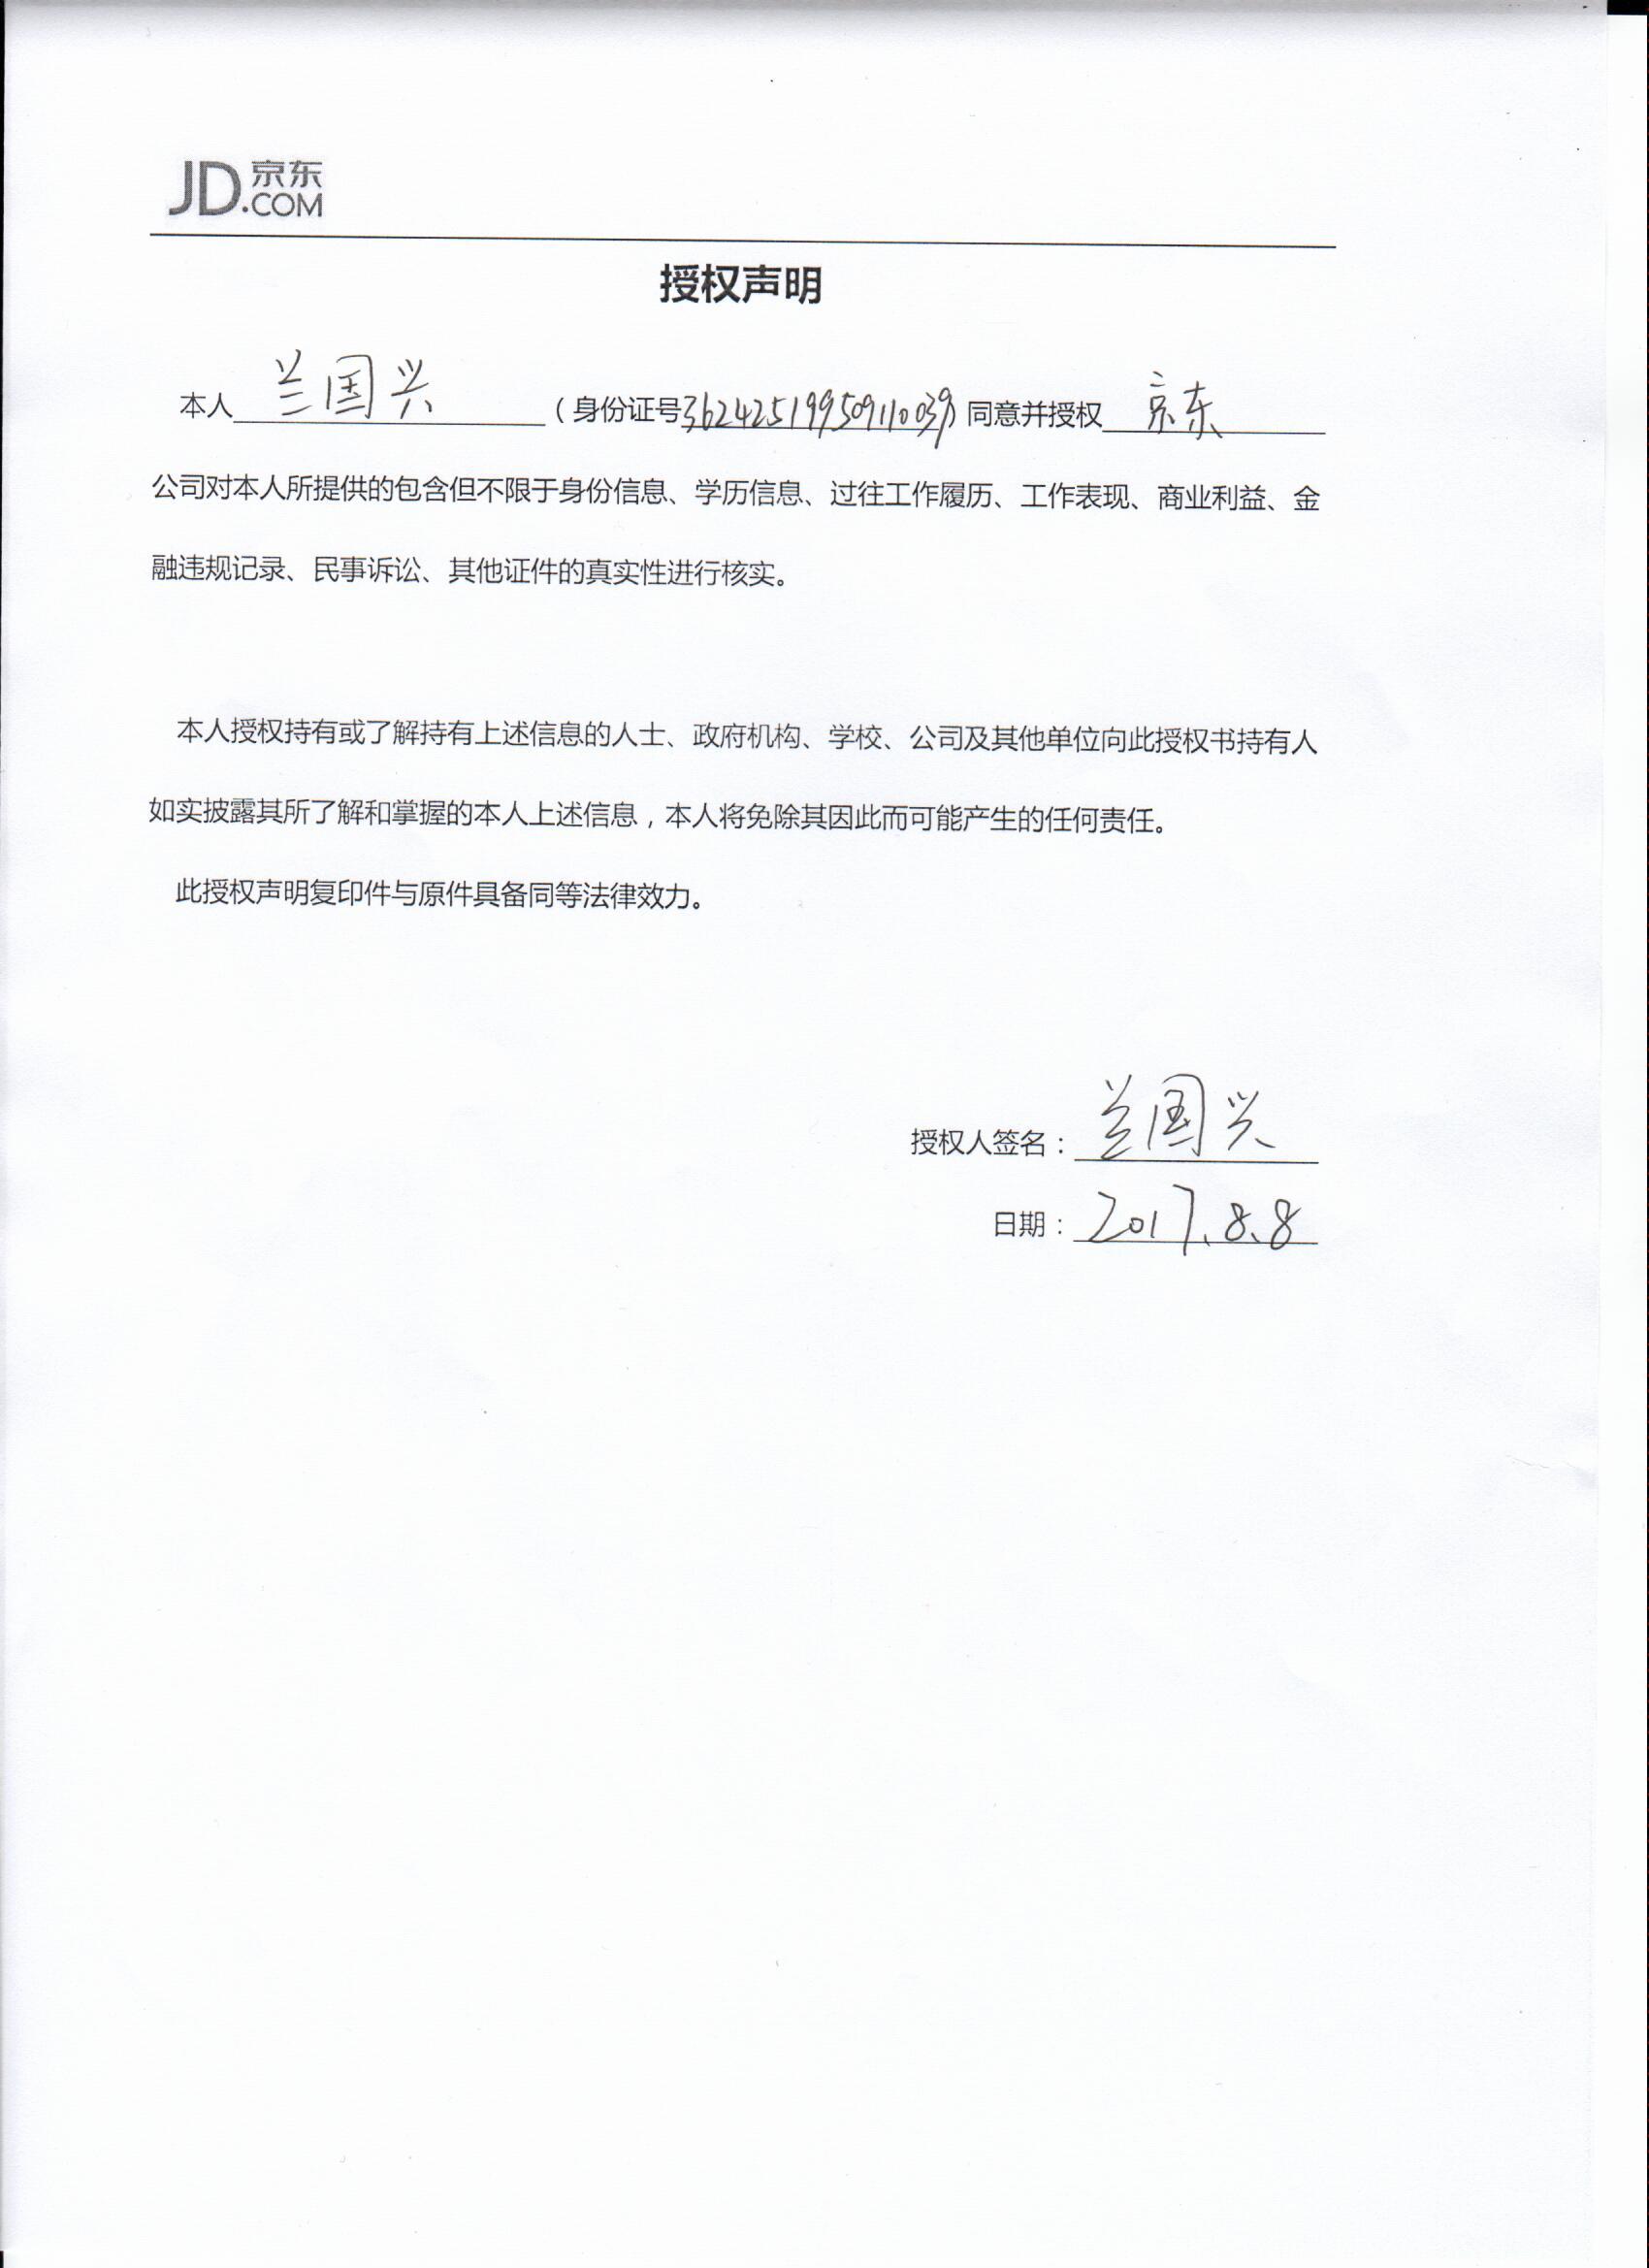 JD.京东
.COM
授权声明
本人 兰国兴 （身份证号362425199509110039）同意并授权 京东
公司对本人所提供的包含但不限于身份信息、学历信息、过往工作履历、工作表现、商业利益、金
融违规记录、民事诉讼、其他证件的真实性进行核实。
本人授权持有或了解持有上述信息的人士、政府机构、学校、公司及其他单位向此授权书持有人
如实披露其所了解和掌握的本人上述信息，本人将免除其因此而可能产生的任何责任。
此授权声明复印件与原件具备同等法律效力。
授权人签名：兰国兴
日期：2017.8.8